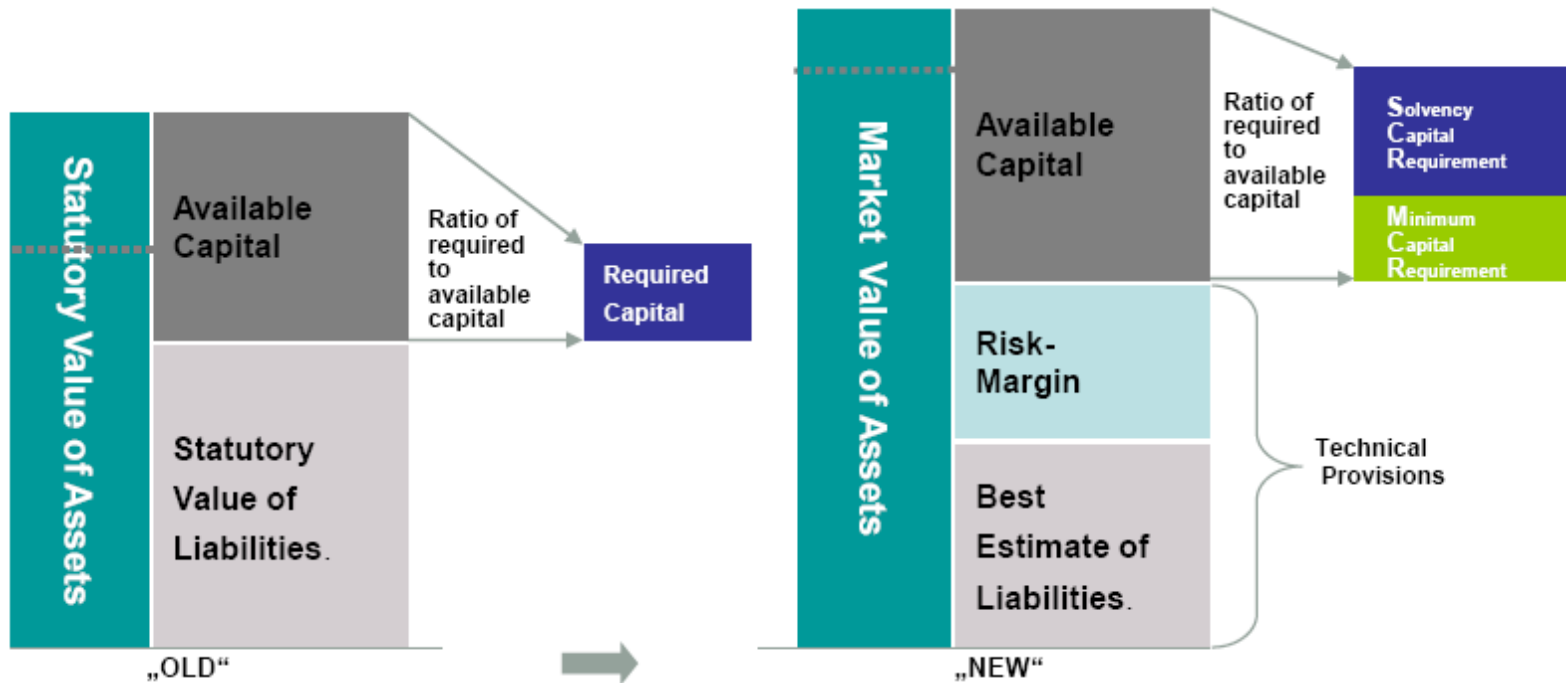 Statutory Value of Assets
Available
Capital
Statutory
Value of
Liabilities.
Ratio of
required
to
available
capital
Required
Capital
„OLD“
Market Value of Assets
Available
Capital
Risk-
Margin
Best
Estimate of
Liabilities.
Ratio of
required
to
available
capital
Solvency
Capital
Requirement
Minimum
Capital
Requirement
Technical
Provisions
„NEW“